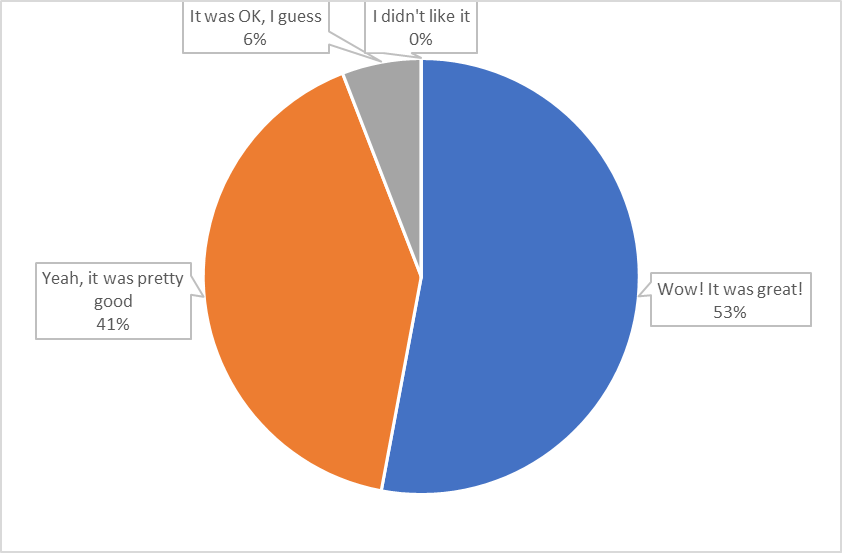 It was OK, I guess
6%
I didn't like it
0%
Yeah, it was pretty
good
41%
Wow! It was great!
53%